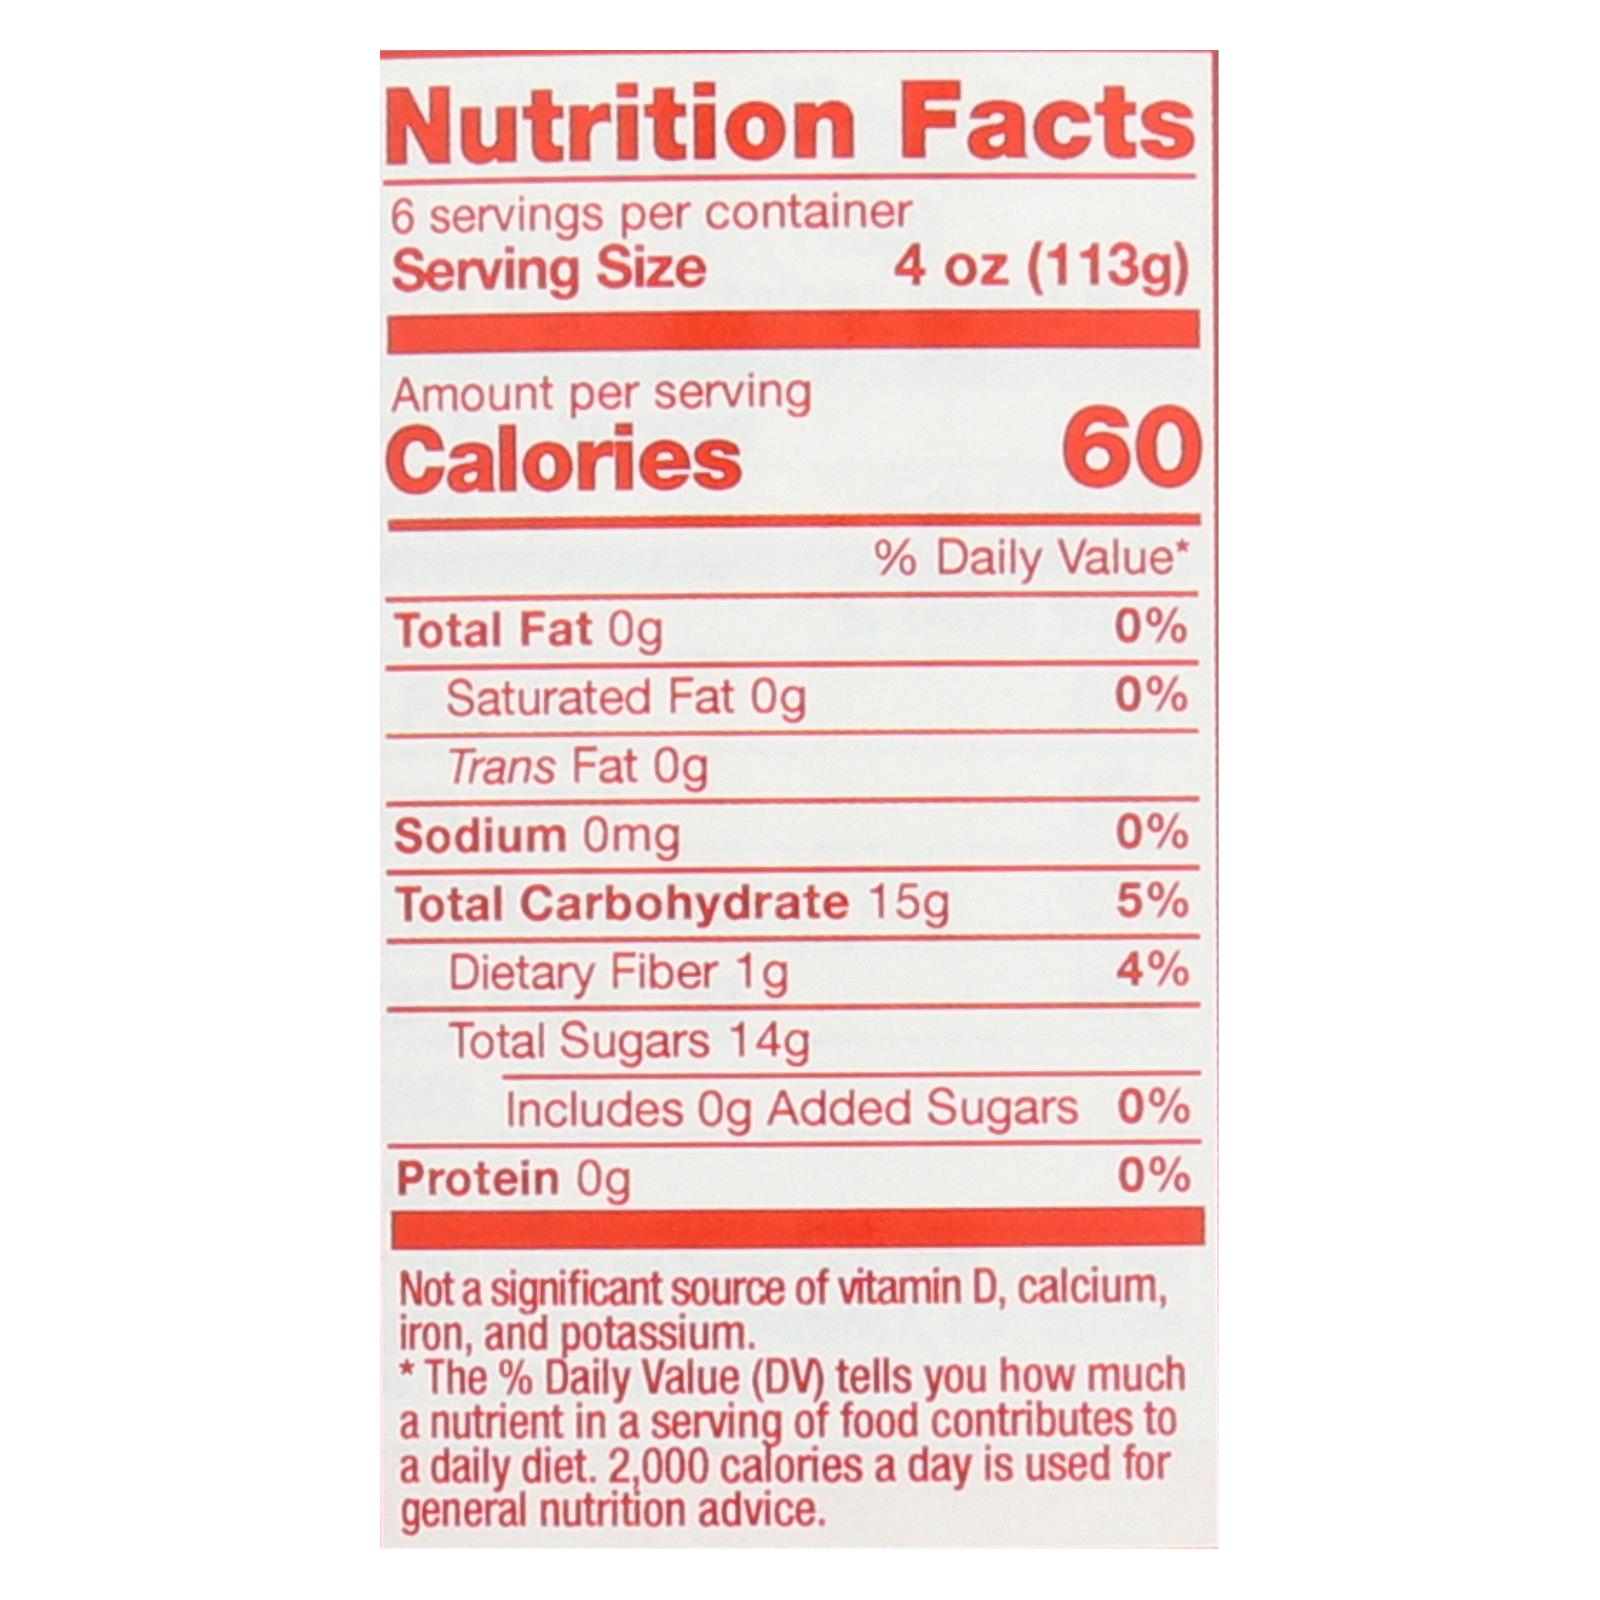 Nutrition Facts
6 servings per container
Serving Size 4 oz (113g)
Amount per serving
Calories 60
% Daily Value*
Total Fat 0g 0%
Saturated Fat 0g 0%
Trans Fat 0g
Sodium 0mg 0%
Total Carbohydrate 15g 5%
Dietary Fiber 1g 4%
Total Sugars 14g
Includes 0g Added Sugars 0%
Protein 0g 0%
Not a significant source of vitamin D, calcium,
iron, and potassium.
* The % Daily Value (DV) tells you how much
a nutrient in a serving of food contributes to
a daily diet. 2,000 calories a day is used for
general nutrition advice.